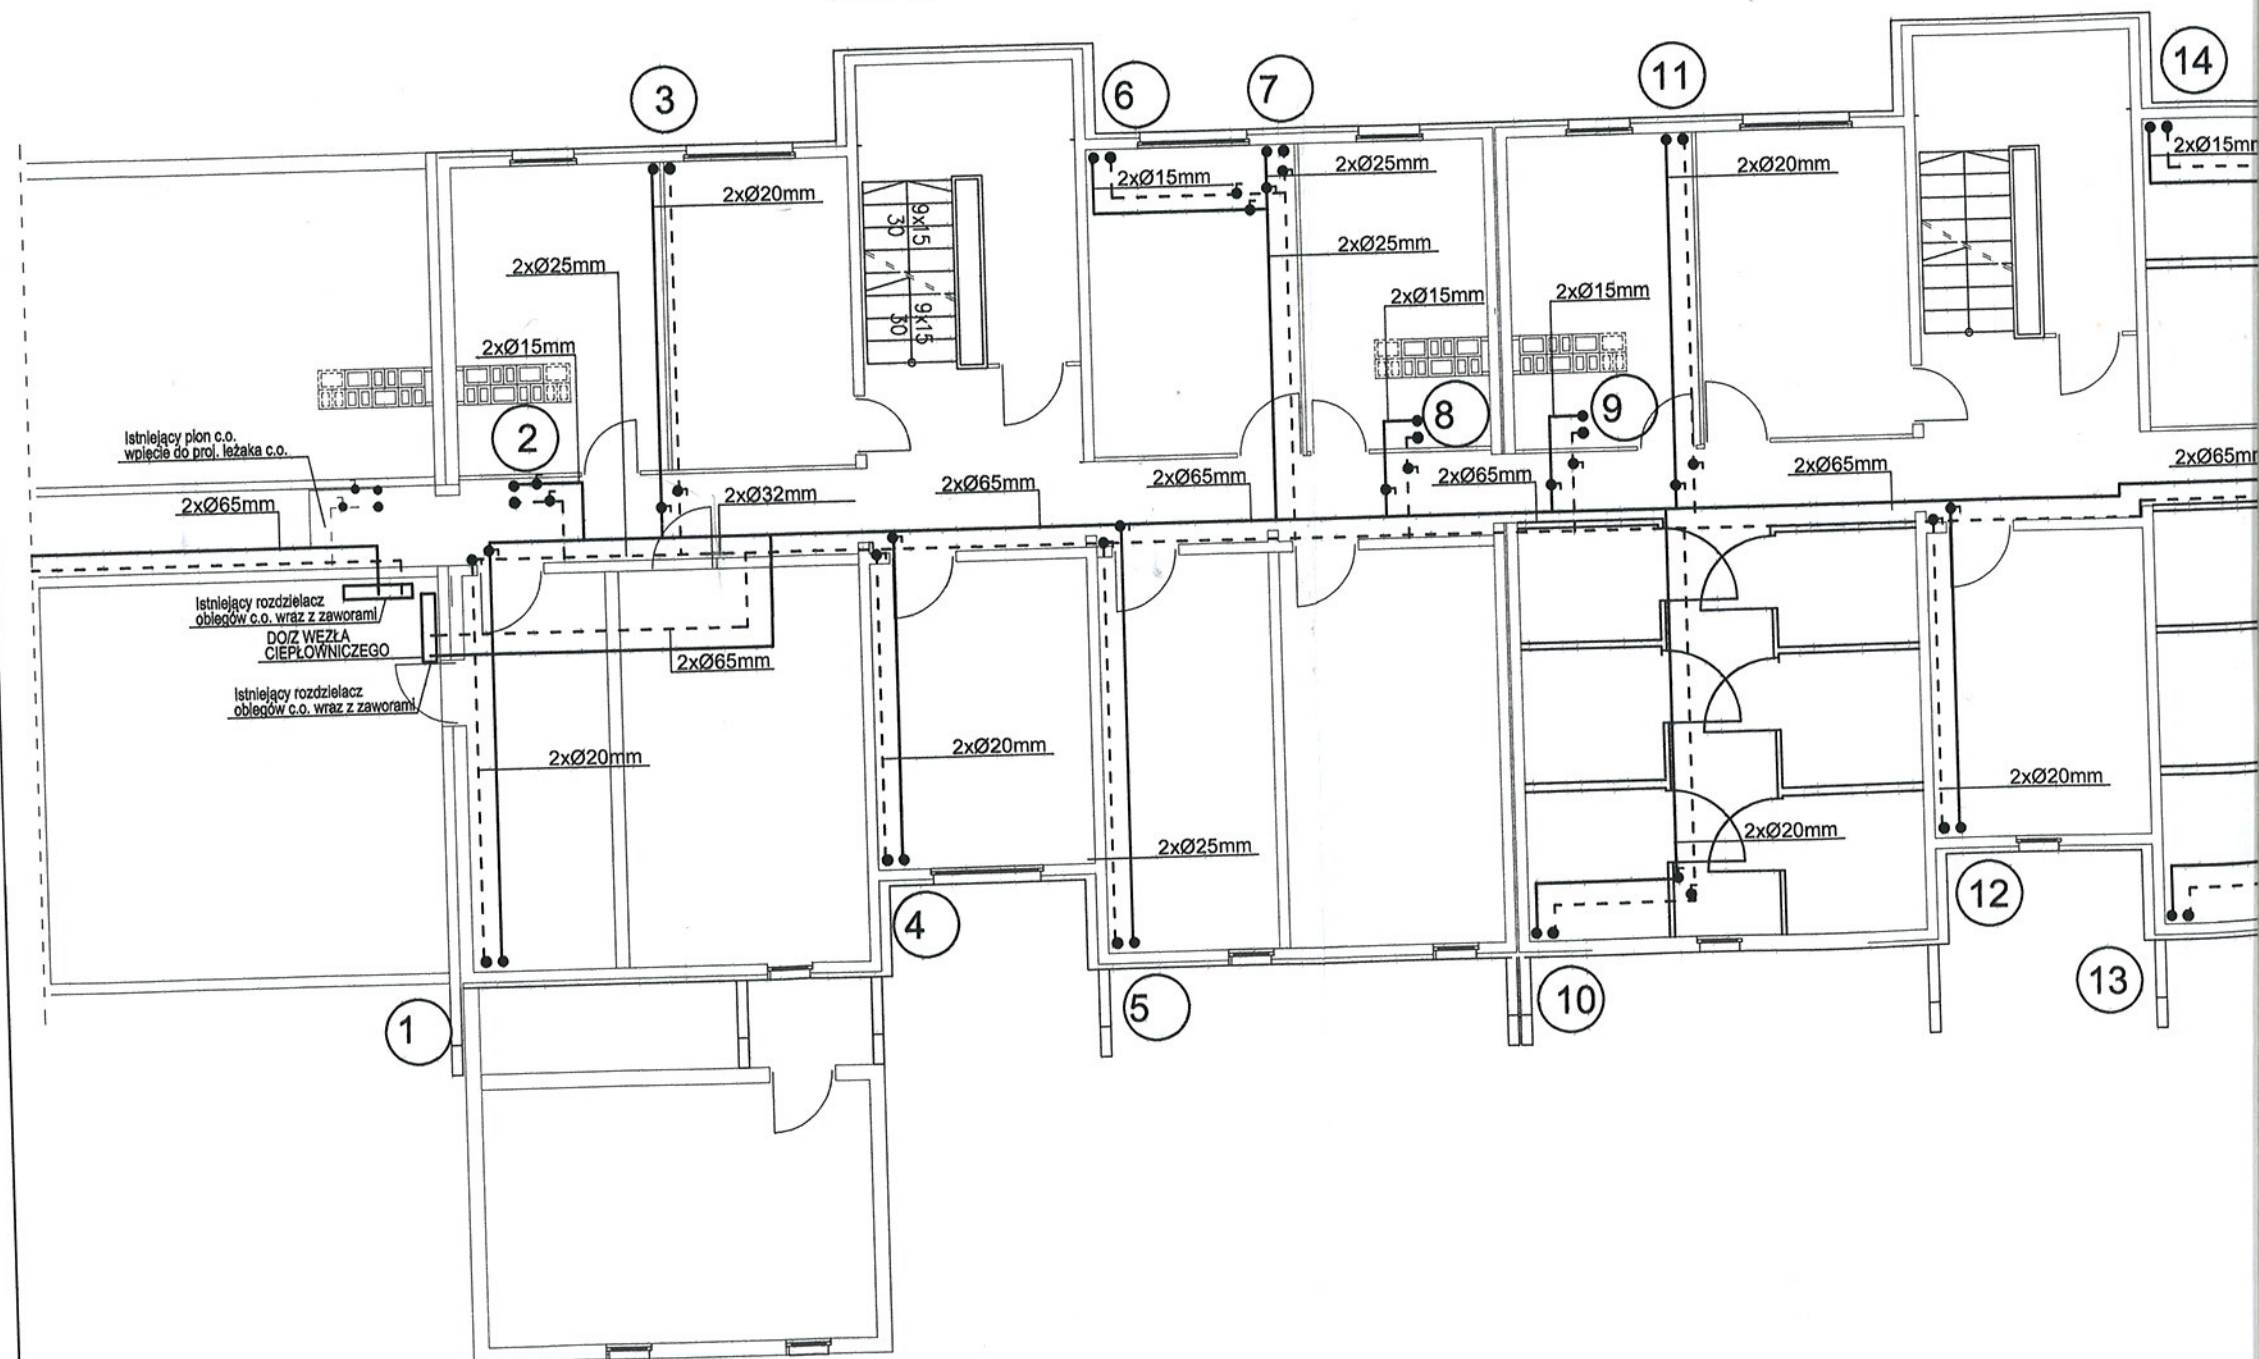 3
6
7
11
14
2xØ20mm
2xØ15mm
2xØ25mm
2xØ20mm
2xØ15mm
9x15
30
9x15
30
2xØ25mm
2xØ25mm
2xØ15mm
2xØ15mm
2xØ15mm
2
8
9
Istniejący pion c.o.
wpięcie do proj. leżaka c.o.
2xØ65mm
2xØ32mm
2xØ65mm
2xØ65mm
2xØ65mm
2xØ65mm
2xØ65mm
Istniejący rozdzielacz
obiegów c.o. wraz z zaworami
DO/Z WĘZŁA
CIEPŁOWNICZEGO
2xØ65mm
Istniejący rozdzielacz
obiegów c.o. wraz z zaworami
2xØ20mm
2xØ20mm
2xØ25mm
2xØ20mm
2xØ20mm
4
12
1
5
10
13